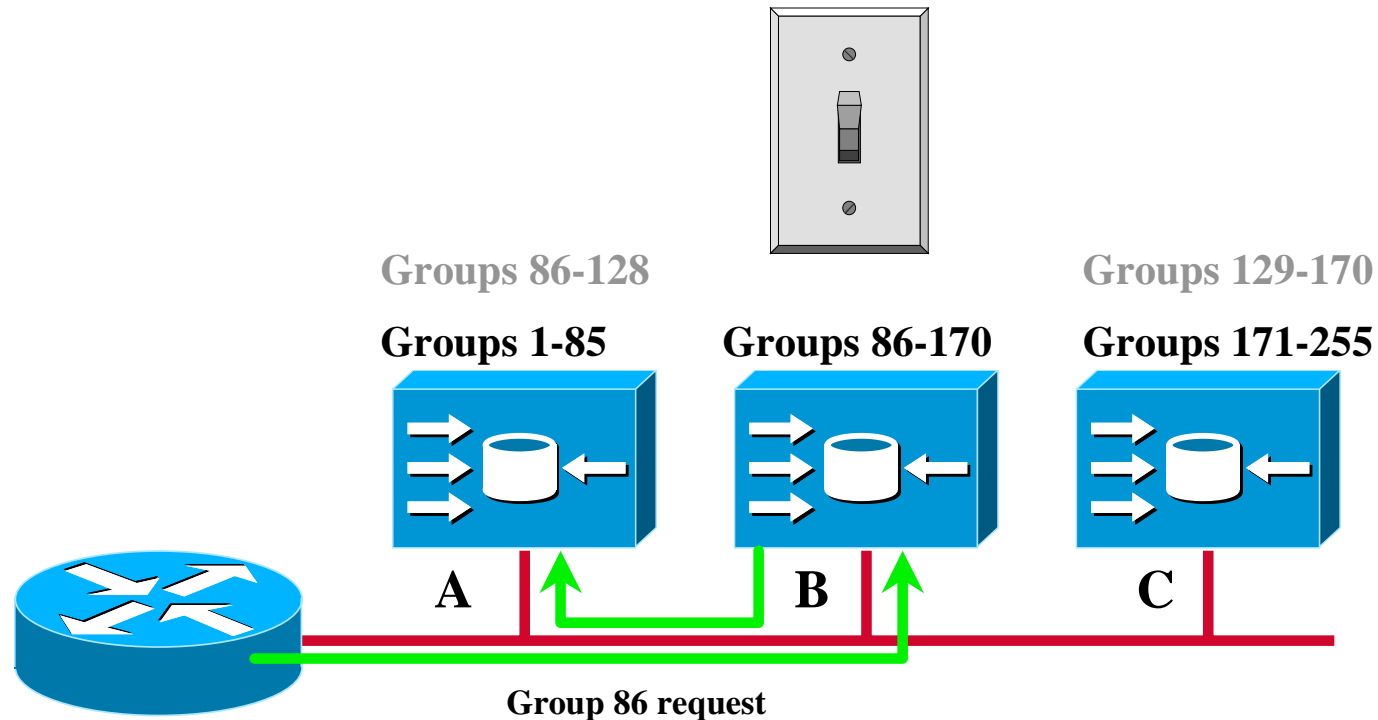 Groups 86-128
Groups 129-170
Groups 1-85
Groups 86-170
Groups 171-255
A
B
C
Group 86 request